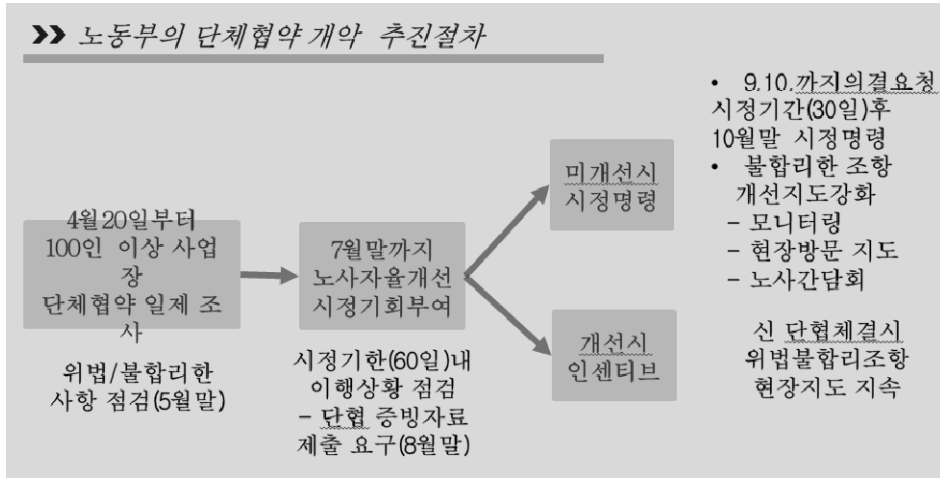 >> 노동부의 단체협약 개악 추진절차
4월20일부터
100인 이상 사업
장
단체협약 일제 조
사
위법/불합리한
사항 점검(5월말)
7월말까지
노사자율개선
시정기회부여
시정기한(60일)내
이행상황 점검
- 단협 증빙자료
제출 요구(8월말)
미개선시
시정명령
개선시
인센티브
• 9.10.까지의결요청
시정기간(30일)후
10월말 시정명령
• 불합리한 조항
개선지도강화
- 모니터링
- 현장방문 지도
- 노사간담회
신 단협체결시
위법불합리조항
현장지도 지속